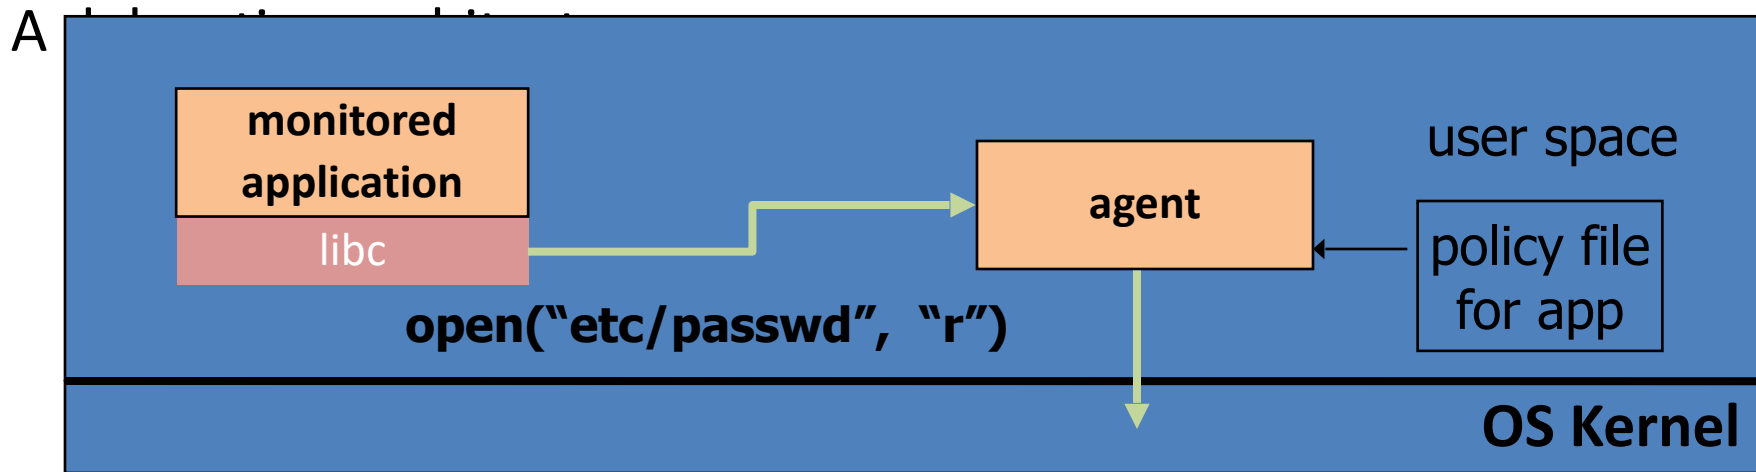 A
monitored
application
libc
agent
user space
policy file
for app
open(“etc/passwd”, “r”)
OS Kernel